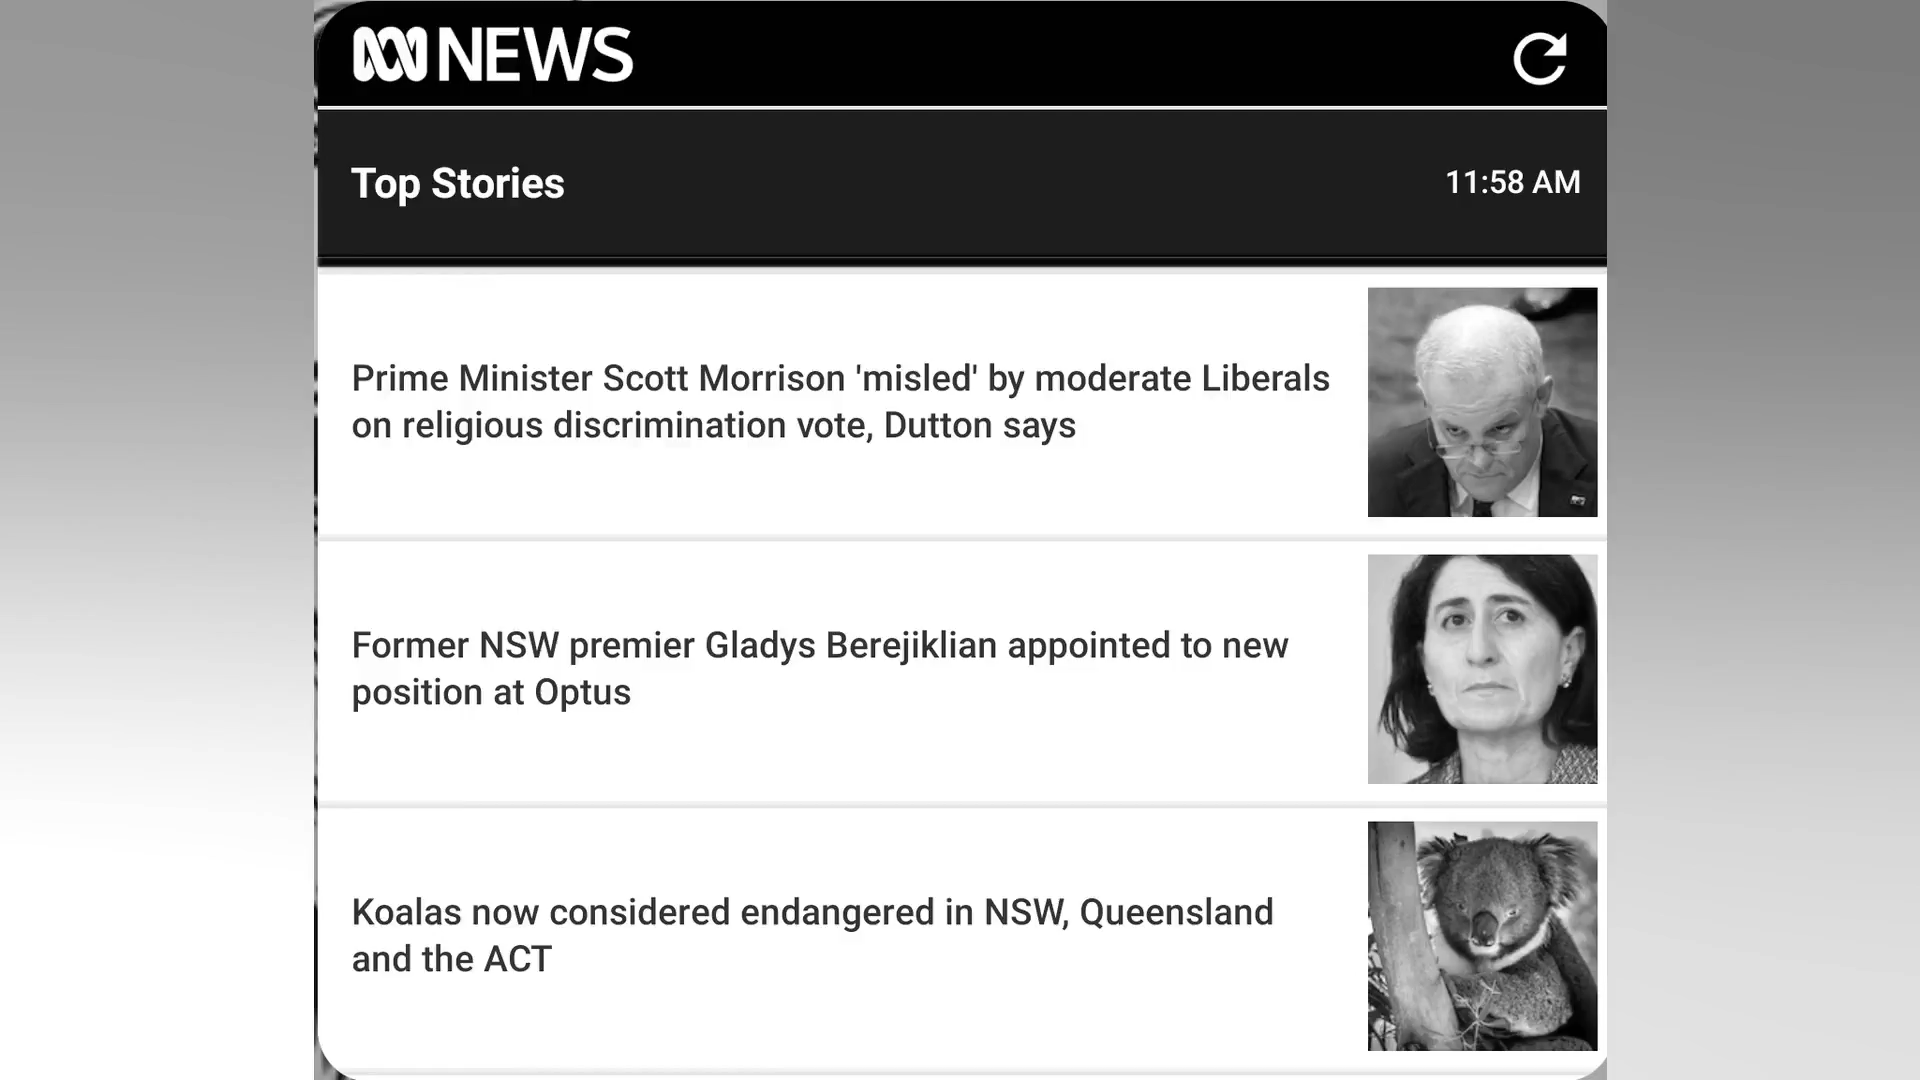 NEWS
Top Stories
11:58 AM
Prime Minister Scott Morrison 'misled' by moderate Liberals
on religious discrimination vote, Dutton says
Former NSW premier Gladys Berejiklian appointed to new
position at Optus
Koalas now considered endangered in NSW, Queensland
and the ACT